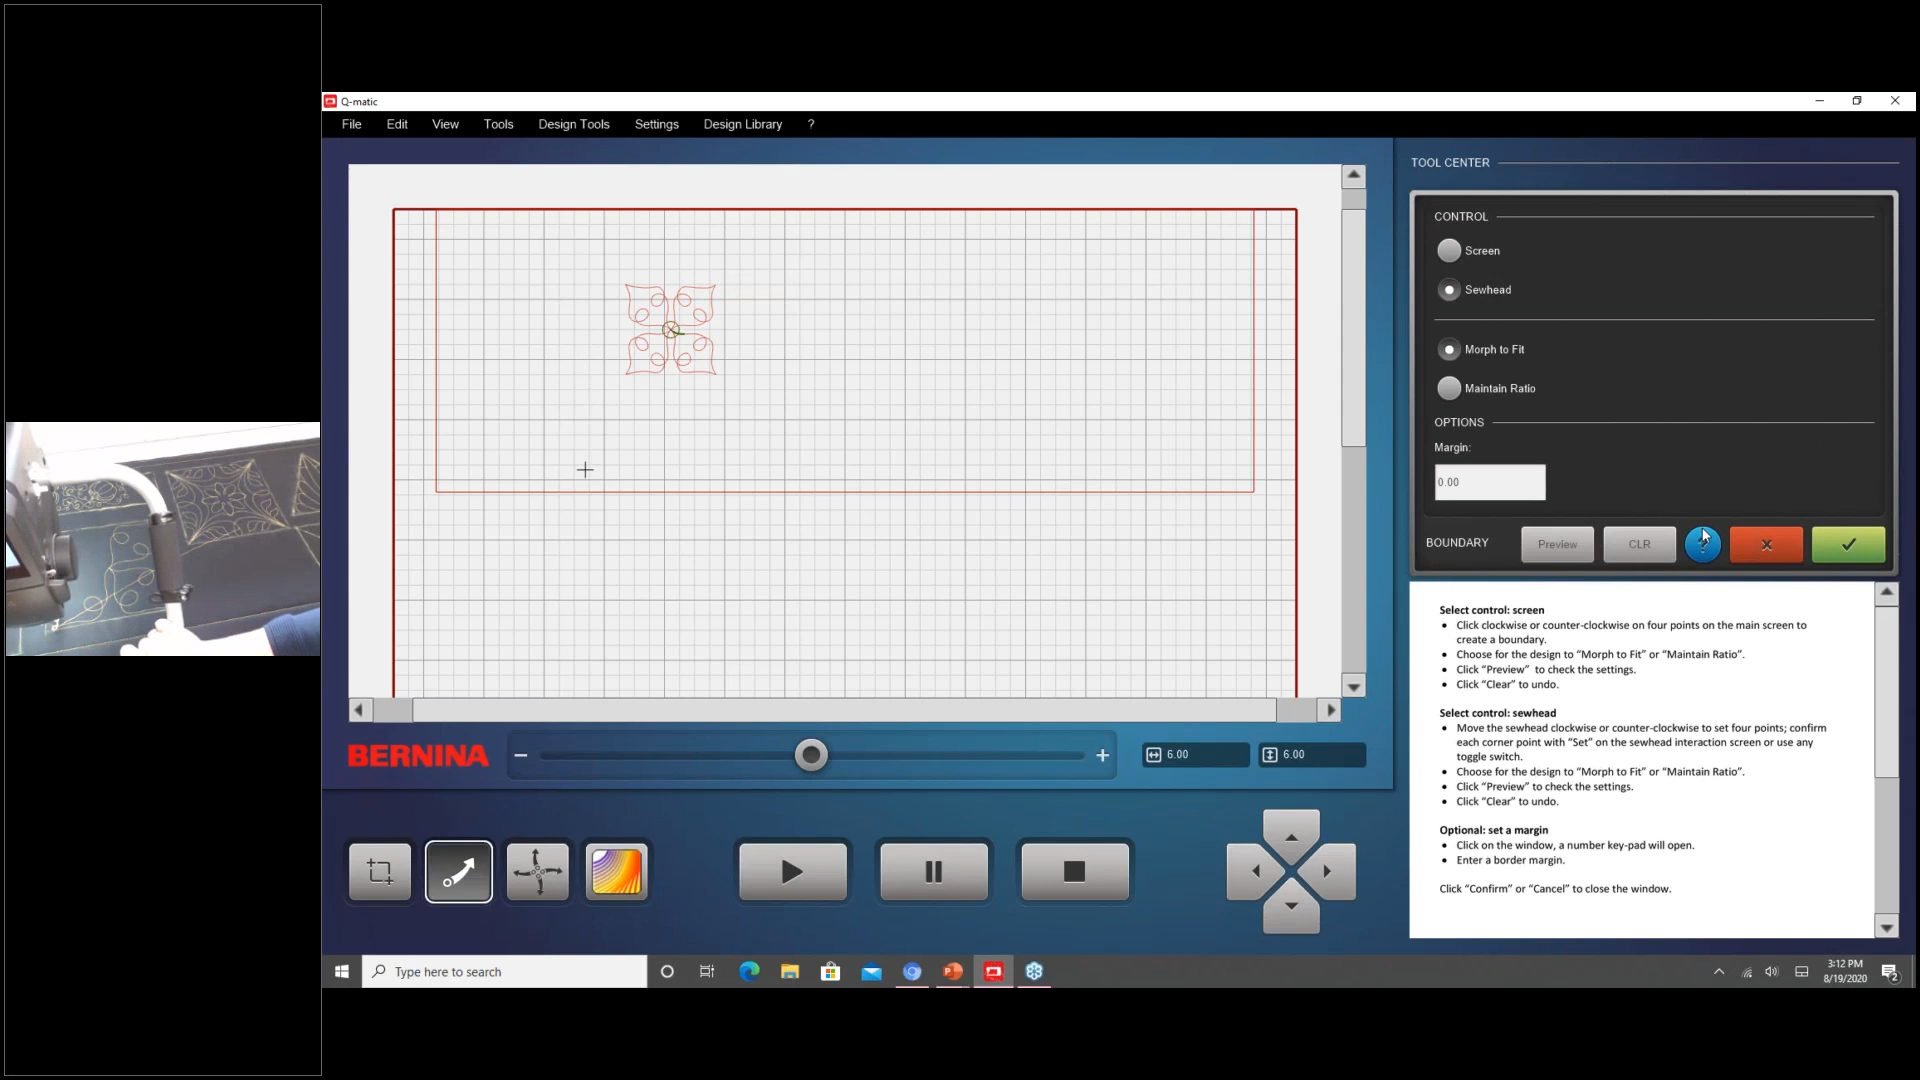 Q-matic
File Edit View Tools Design Tools Settings Design Library ?
TOOL CENTER
CONTROL
Screen
Sewhead
Morph to Fit
Maintain Ratio
OPTIONS
Margin:
0.00
BOUNDARY Preview CLR ?
Select control: screen
• Click clockwise or counter-clockwise on four points on the main screen to
create a boundary.
• Choose for the design to “Morph to Fit” or “Maintain Ratio”.
• Click “Preview” to check the settings.
• Click “Clear” to undo.
Select control: sewhead
• Move the sewhead clockwise or counter-clockwise to set four points; confirm
each corner point with “Set” on the sewhead interaction screen or use any
toggle switch.
• Choose for the design to “Morph to Fit” or “Maintain Ratio”.
• Click “Preview” to check the settings.
• Click “Clear” to undo.
Optional: set a margin
• Click on the window, a number key-pad will open.
• Enter a border margin.
Click “Confirm” or “Cancel” to close the window.
BERNINA
6.00 6.00
Type here to search
3:12 PM
8/19/2020
2